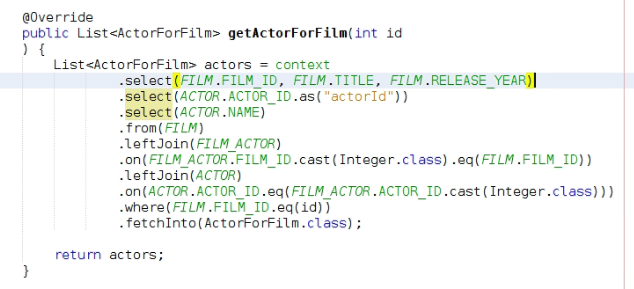 @Override
public List<ActorForFilm> getActorForFilm(int id
) {
    List<ActorForFilm> actors = context
            .select(FILM.FILM_ID, FILM.TITLE, FILM.RELEASE_YEAR)
            .select(ACTOR.ACTOR_ID.as("actorId"))
            .select(ACTOR.NAME)
            .from(FILM)
            .leftJoin(FILM_ACTOR)
            .on(FILM_ACTOR.FILM_ID.cast(Integer.class).eq(FILM.FILM_ID))
            .leftJoin(ACTOR)
            .on(ACTOR.ACTOR_ID.eq(FILM_ACTOR.ACTOR_ID.cast(Integer.class)))
            .where(FILM.FILM_ID.eq(id))
            .fetchInto(ActorForFilm.class);

    return actors;
}